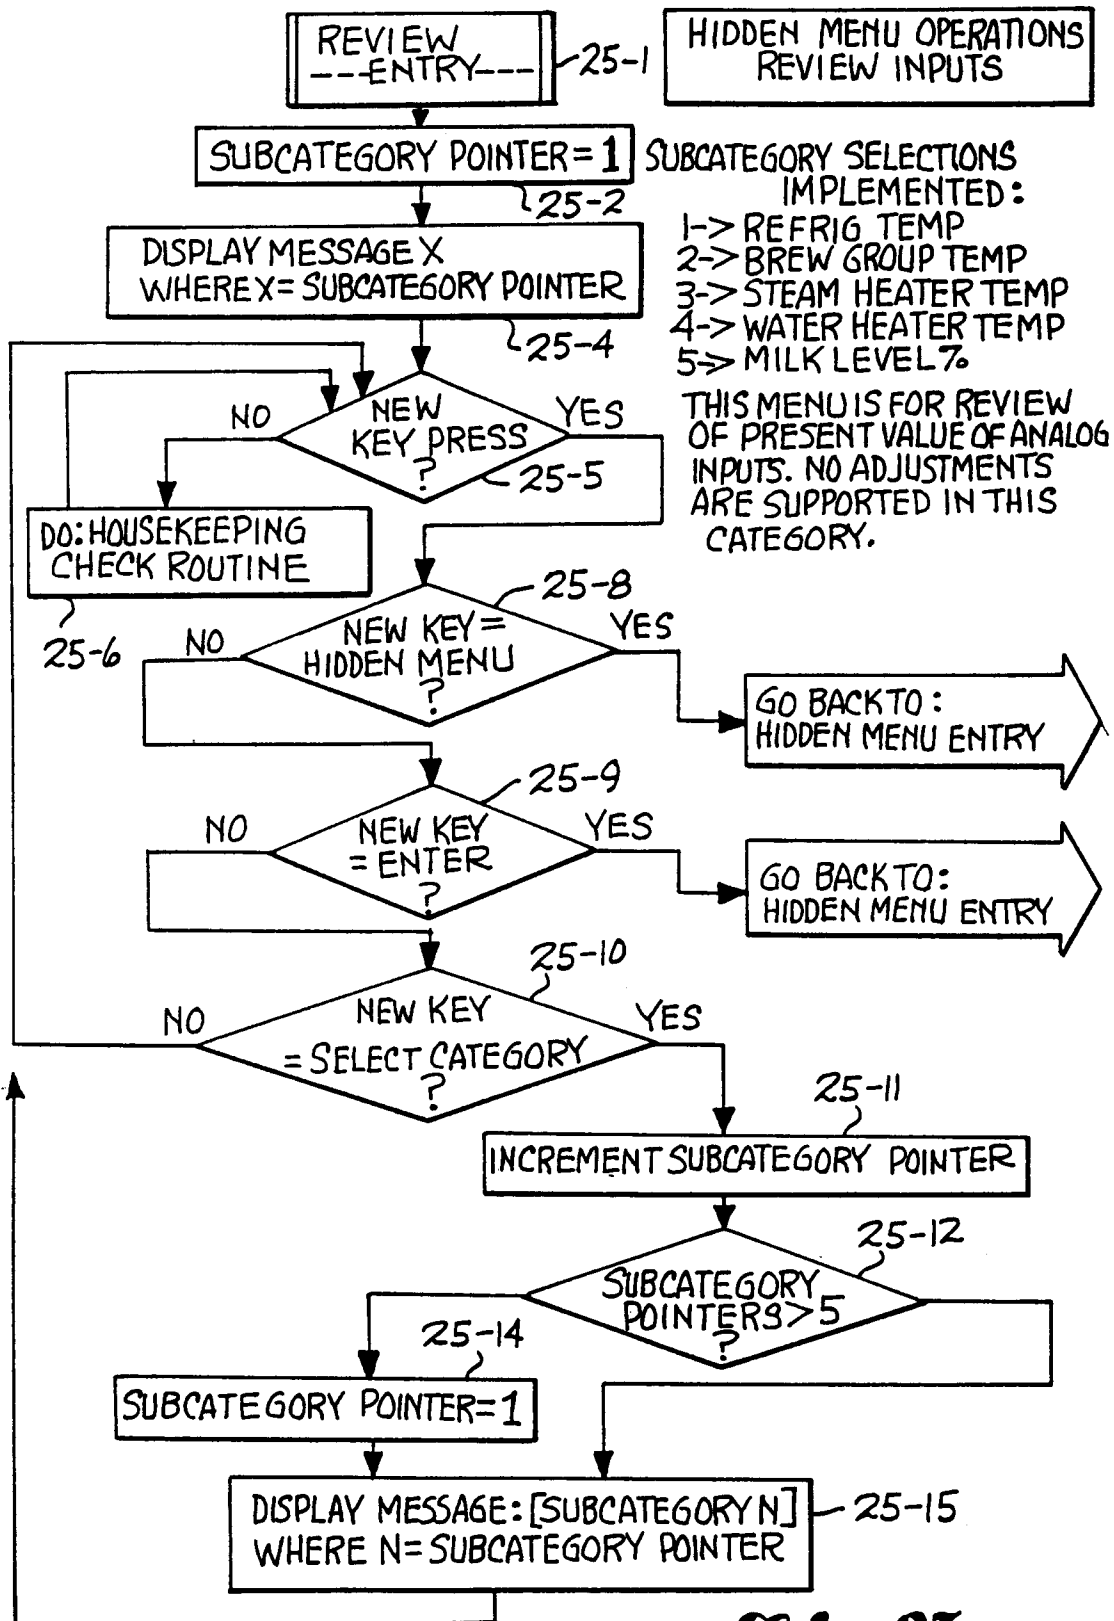 REVIEW
---ENTRY---
25-1
HIDDEN MENU OPERATIONS
REVIEW INPUTS
SUBCATEGORY POINTER=1
25-2
SUBCATEGORY SELECTIONS
IMPLEMENTED:
1->REFRIG TEMP
2->BREW GROUP TEMP
3->STEAM HEATER TEMP
4->WATER HEATER TEMP
5->MILK LEVEL%
THIS MENU IS FOR REVIEW
OF PRESENT VALUE OF ANALOG
INPUTS. NO ADJUSTMENTS
ARE SUPPORTED IN THIS
CATEGORY.
DISPLAY MESSAGE X
WHERE X=SUBCATEGORY POINTER
25-4
NO
NEW
KEY PRESS
?
YES
25-5
DO:HOUSEKEEPING
CHECK ROUTINE
25-6
25-8
NO
NEW KEY=
HIDDEN MENU
?
YES
GO BACK TO:
HIDDEN MENU ENTRY
25-9
NO
NEW KEY
=ENTER
?
YES
GO BACK TO:
HIDDEN MENU ENTRY
25-10
NO
NEW KEY
=SELECT CATEGORY
?
YES
25-11
INCREMENT SUBCATEGORY POINTER
25-12
SUBCATEGORY
POINTERS>5
?
25-14
SUBCATEGORY POINTER=1
DISPLAY MESSAGE:[SUBCATEGORY N]
WHERE N=SUBCATEGORY POINTER
25-15